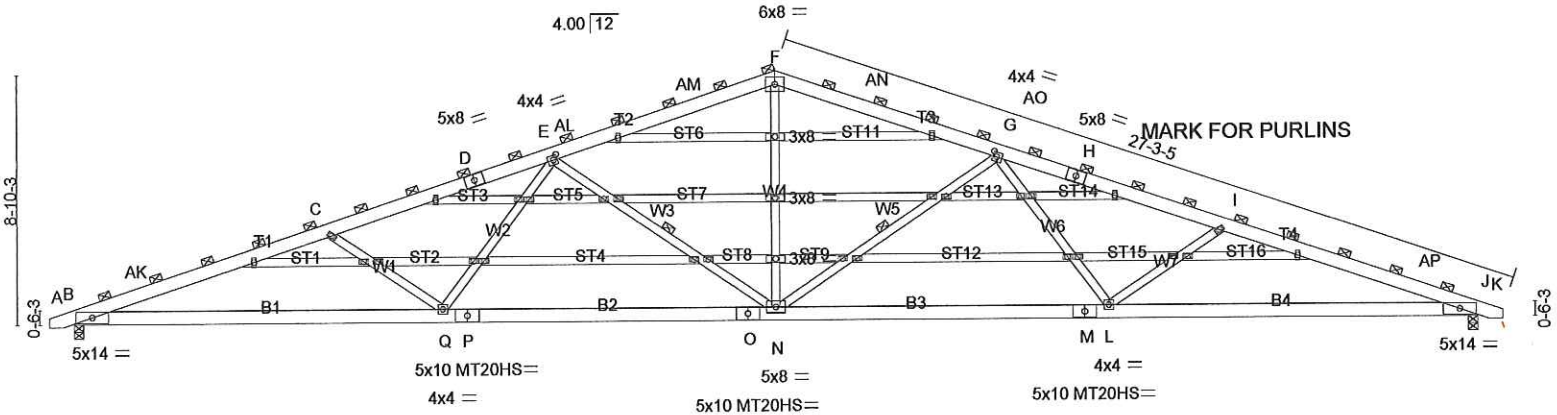 6x8 =
4.00 12
F
AM
AN
4x4 =
AO
4x4 =
5x8 =
5x8 =
T2
T3
G
MARK FOR PURLINS
E AL
ST6
3x8 =
ST11
27-3-5
D
H
8-10-3
ST3
ST5
ST7
W4
3x8 =
ST13
ST14
C
W3
W5
I
W2
W6
T1
T4
ST1
W1
ST2
ST4
ST8
ST9
ST12
ST15
W7
ST16
AK
AP
A B
J K
0-6-3
B1
B2
B3
B4
0-6-3
5x14 =
Q P
O
N
M L
5x14 =
5x10 MT20HS=
4x4 =
5x8 =
4x4 =
5x10 MT20HS=
5x10 MT20HS=